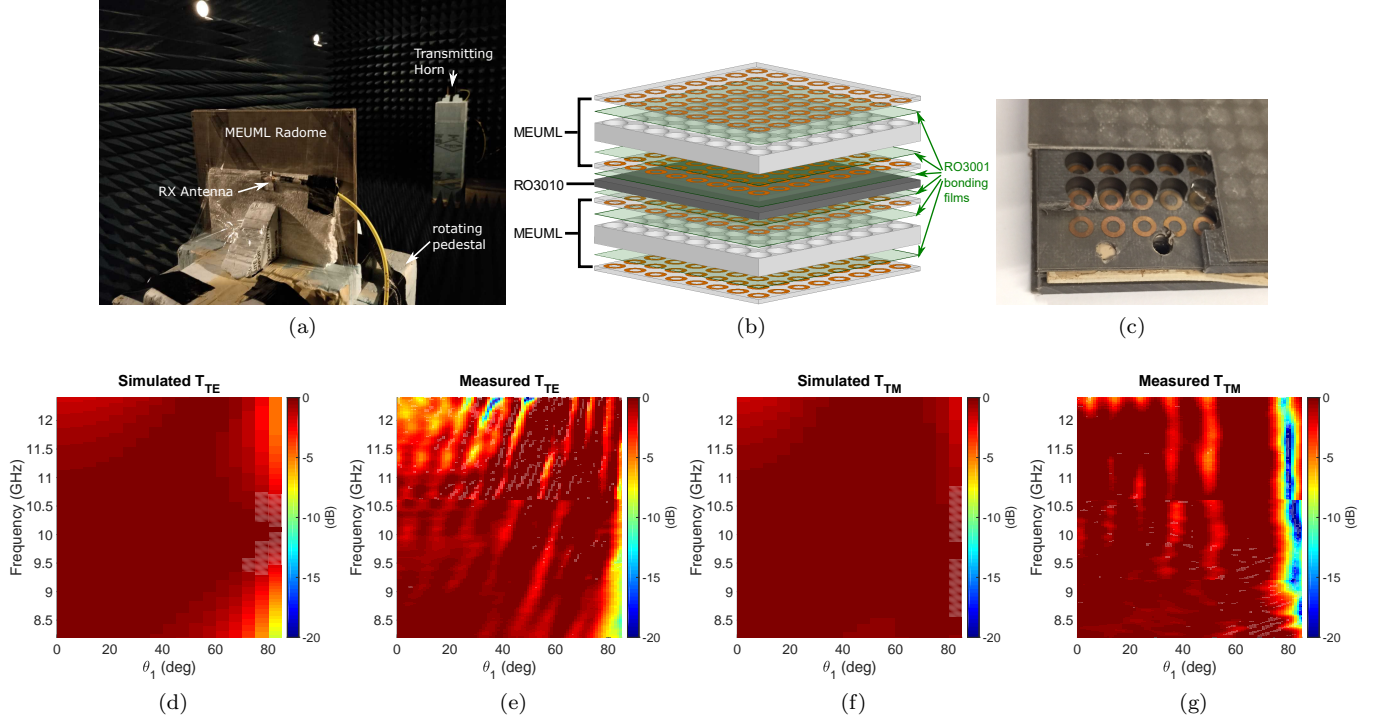 Transmitting
Horn
MEUML Radome
RX Antenna
rotating
pedestal
MEUML
RO3010
MEUML
RO3001
bonding
films
(a)
(b)
(c)
Simulated T_TE
0
-5
-10
-15
-20
(dB)
12
11.5
11
10.5
10
9.5
9
8.5
Frequency (GHz)
0 20 40 60 80
θ_1 (deg)
(d)
Measured T_TE
0
-5
-10
-15
-20
(dB)
12
11.5
11
10.5
10
9.5
9
8.5
Frequency (GHz)
0 20 40 60 80
θ_1 (deg)
(e)
Simulated T_TM
0
-5
-10
-15
-20
(dB)
12
11.5
11
10.5
10
9.5
9
8.5
Frequency (GHz)
0 20 40 60 80
θ_1 (deg)
(f)
Measured T_TM
0
-5
-10
-15
-20
(dB)
12
11.5
11
10.5
10
9.5
9
8.5
Frequency (GHz)
0 20 40 60 80
θ_1 (deg)
(g)